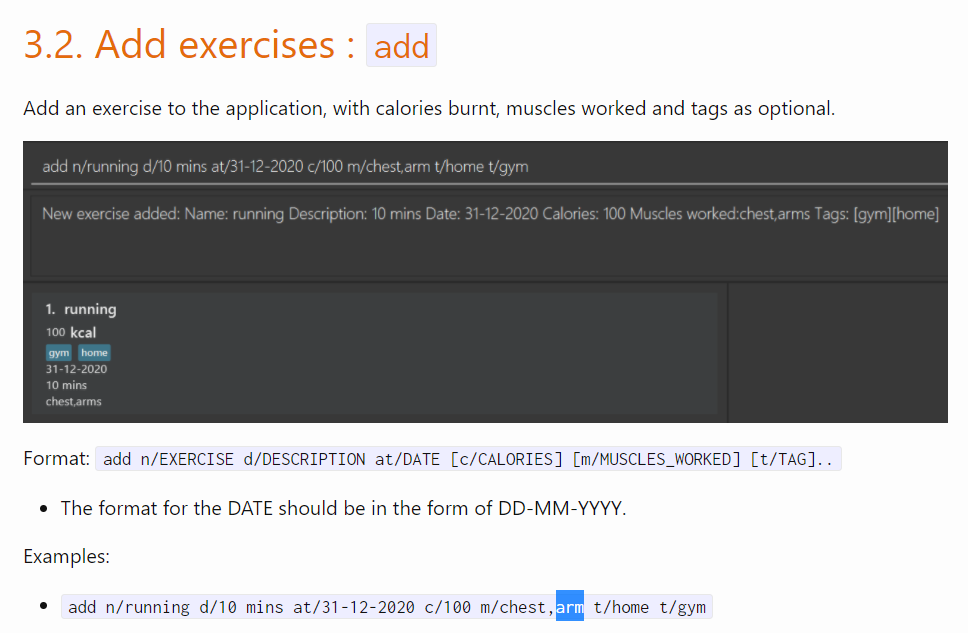 3.2. Add exercises : add
Add an exercise to the application, with calories burnt, muscles worked and tags as optional.
add n/running d/10 mins at/31-12-2020 c/100 m/chest,arm t/home t/gym
New exercise added: Name: running Description: 10 mins Date: 31-12-2020 Calories: 100 Muscles worked:chest,arms Tags: [gym][home]
1. running
100 kcal
gym home
31-12-2020
10 mins
chest,arms
Format: add n/EXERCISE d/DESCRIPTION at/DATE [c/CALORIES] [m/MUSCLES_WORKED] [t/TAG]..
• The format for the DATE should be in the form of DD-MM-YYYY.
Examples:
• add n/running d/10 mins at/31-12-2020 c/100 m/chest,arm t/home t/gym